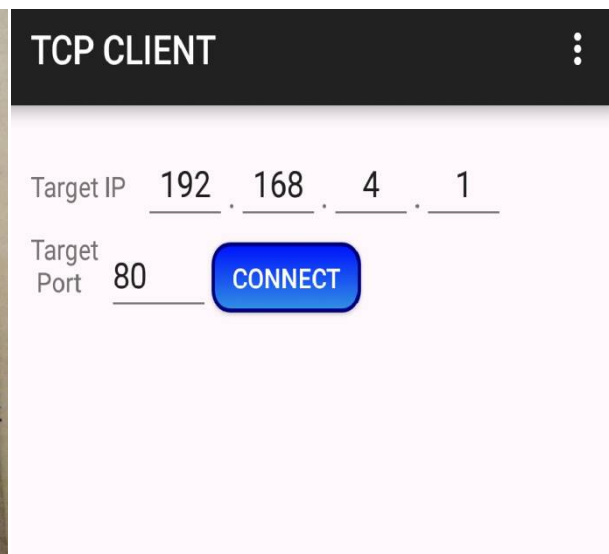 TCP CLIENT
Target IP 192 . 168 . 4 . 1
Target
Port 80 CONNECT